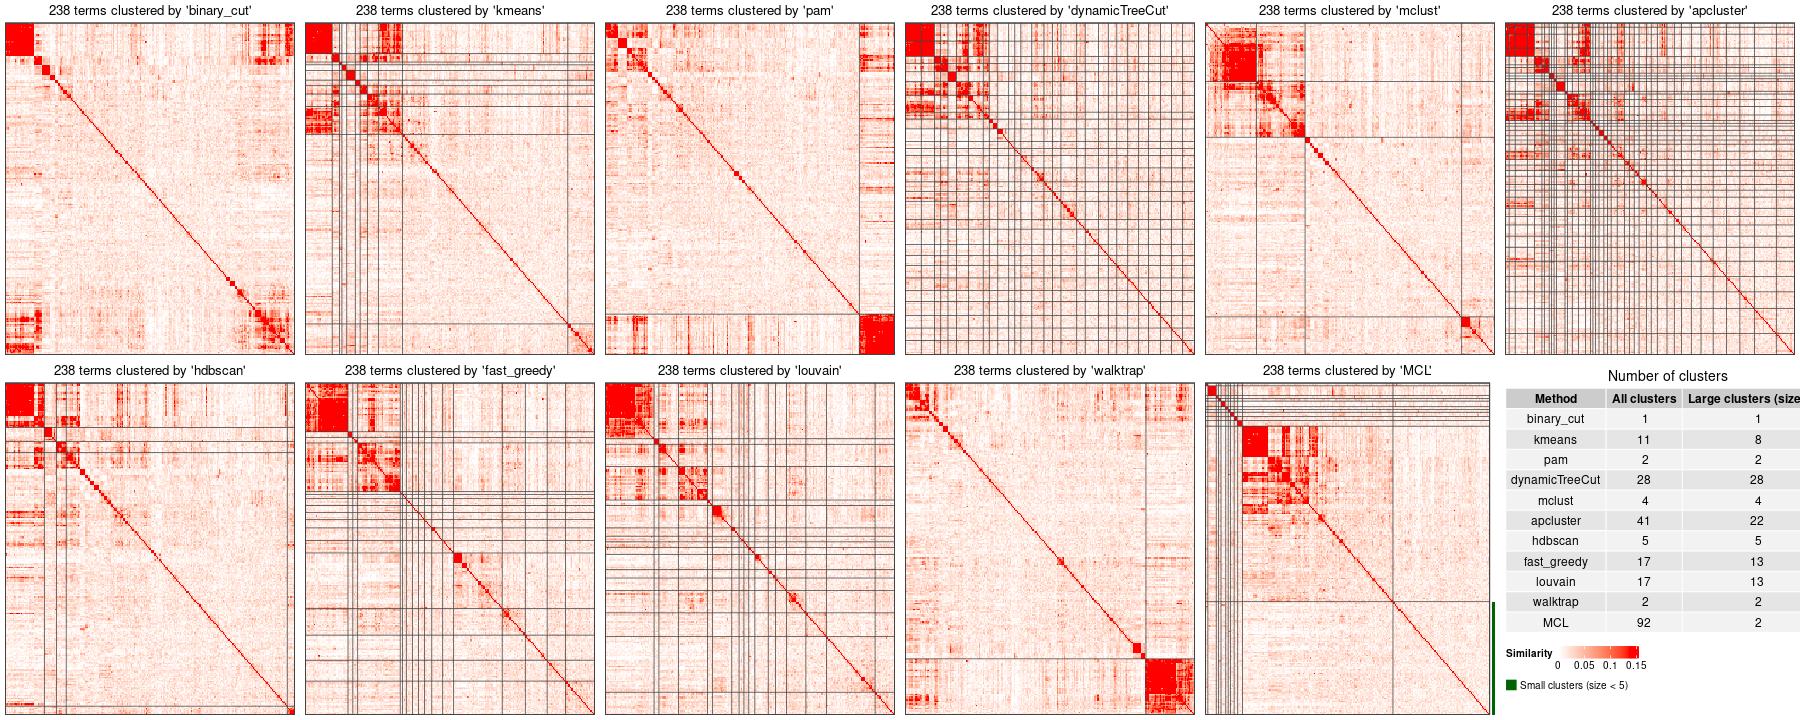 238 terms clustered by 'binary_cut'
238 terms clustered by 'kmeans'
238 terms clustered by 'pam'
238 terms clustered by 'dynamicTreeCut'
238 terms clustered by 'mclust'
238 terms clustered by 'apcluster'
238 terms clustered by 'hdbscan'
238 terms clustered by 'fast_greedy'
238 terms clustered by 'louvain'
238 terms clustered by 'walktrap'
238 terms clustered by 'MCL'
Number of clusters
Method All clusters Large clusters (size
binary_cut 1 1
kmeans 11 8
pam 2 2
dynamicTreeCut 28 28
mclust 4 4
apcluster 41 22
hdbscan 5 5
fast_greedy 17 13
louvain 17 13
walktrap 2 2
MCL 92 2
Similarity
0 0.05 0.1 0.15
Small clusters (size < 5)